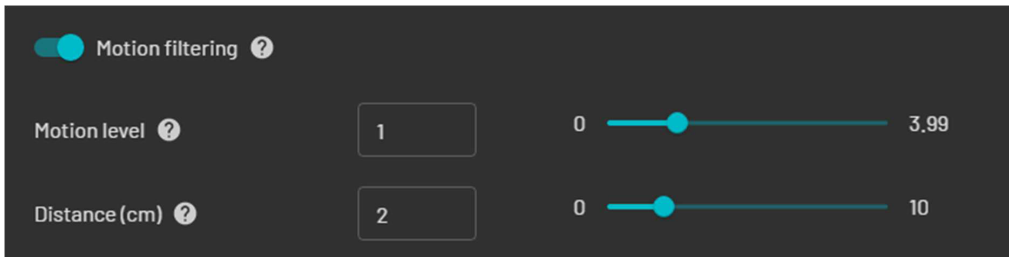 Motion filtering ?
Motion level ? 1 0 3.99
Distance (cm) ? 2 0 10